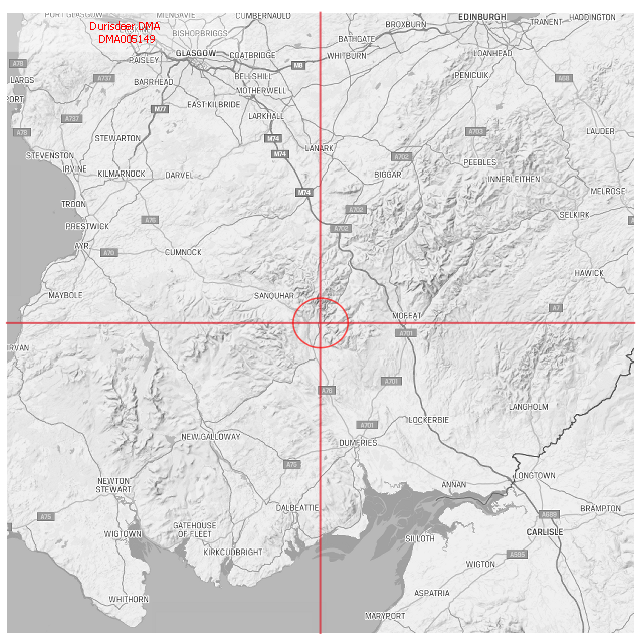 PORT GLASGOW
MILNGAVIE
CUMBERNAULD
EDINBURGH
HADDINGTON
Durisdeer DMA
DMA005149
BISHOPBRIGGS
BROXBURN
TRANENT
BATHGATE
PAISLEY
GLASGOW
COATBRIDGE
WHITBURN
LOANHEAD
A78
M8
LARGS
BARRHEAD
BELLSHILL
PENICUIK
A68
A737
MOTHERWELL
PORT
M77
EAST KILBRIDE
LARKHALL
A737
A78
STEWARTON
M74
A703
LAUDER
LANARK
STEVENSTON
M74
A702
PEEBLES
IRVINE
KILMARNOCK
DARVEL
BIGGAR
INNERLEITHEN
M74
MELROSE
TROON
A702
SELKIRK
PRESTWICK
A76
A702
AYR
A70
CUMNOCK
HAWICK
MAYBOLE
SANQUHAR
A7
MOFFAT
A701
RVAN
A76
A701
LANGHOLM
LOCKERBIE
A701
NEW GALLOWAY
DUMFRIES
A75
LONGTOWN
NEWTON
STEWART
ANNAN
DALBEATTIE
BRAMPTON
A75
A689
GATEHOUSE
OF FLEET
WIGTOWN
SILLOTH
CARLISLE
KIRKCUDBRIGHT
A595
WIGTON
ASPATRIA
WHITHORN
MARYPORT